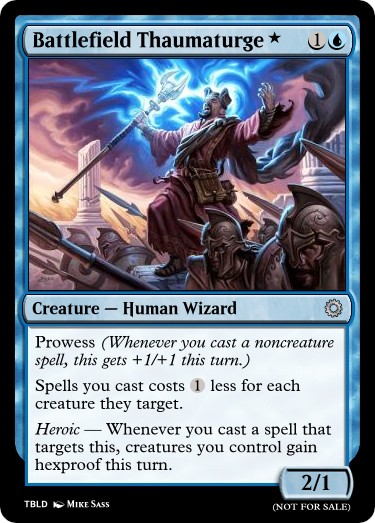 Battlefield Thaumaturge★ 1
Creature — Human Wizard
Prowess (Whenever you cast a noncreature
spell, this gets +1/+1 this turn.)
Spells you cast costs 1 less for each
creature they target.
Heroic — Whenever you cast a spell that
targets this, creatures you control gain
hexproof this turn.
2/1
TBLD Mike Sass
(NOT FOR SALE)